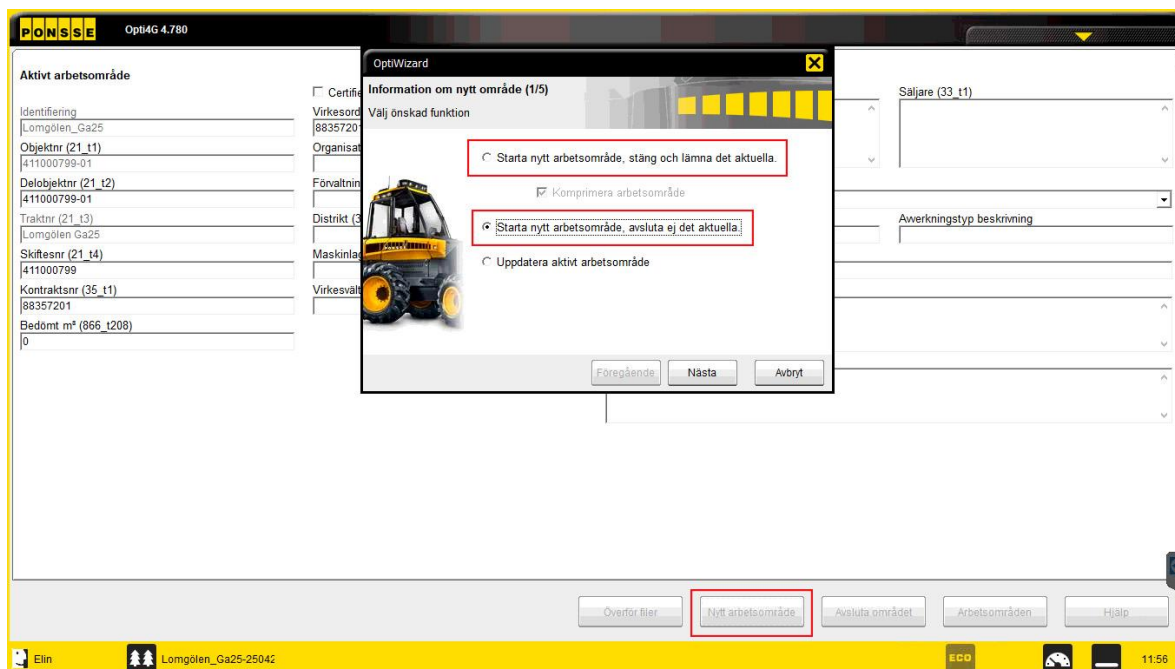 PONSSE
Opti4G 4.780
Aktivt arbetsområde
Identifiering
Lomgölen_Ga25
Objektnr (21_t1)
411000799-01
Delobjektnr (21_t2)
411000799-01
Traktnr (21_t3)
Lomgölen Ga25
Skiftesnr (21_t4)
411000799
Kontraktsnr (35_t1)
88357201
Bedömt m³ (866_t208)
0
Certifie
Virkesord
88357201
Organisat
Förvaltnin
Distrikt (3
Maskinlag
Virkesvält
OptiWizard
Information om nytt område (1/5)
Välj önskad funktion
Starta nytt arbetsområde, stäng och lämna det aktuella.
Komprimera arbetsområde
Starta nytt arbetsområde, avsluta ej det aktuella.
Uppdatera aktivt arbetsområde
Föregående
Nästa
Avbryt
Säljare (33_t1)
Avverkningstyp beskrivning
Överför filer
Nytt arbetsområde
Avsluta området
Arbetsområden
Hjälp
Elin
Lomgölen_Ga25-25042
ECO
11:56